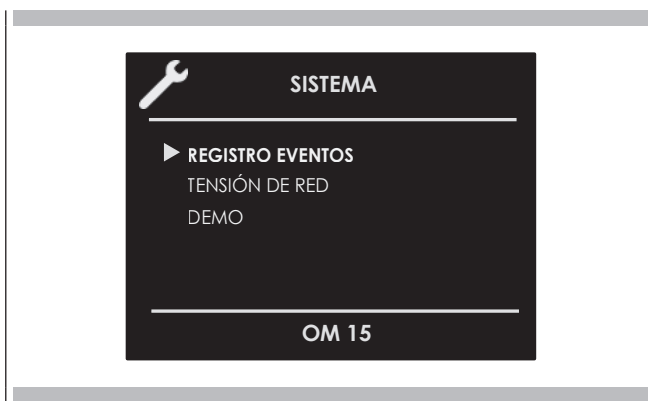 SISTEMA
REGISTRO EVENTOS
TENSIÓN DE RED
DEMO
OM 15